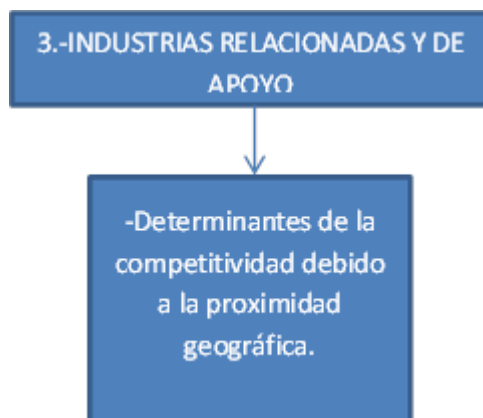 3.-INDUSTRIAS RELACIONADAS Y DE
APOYO
-Determinantes de la
competitividad debido
a la proximidad
geográfica.